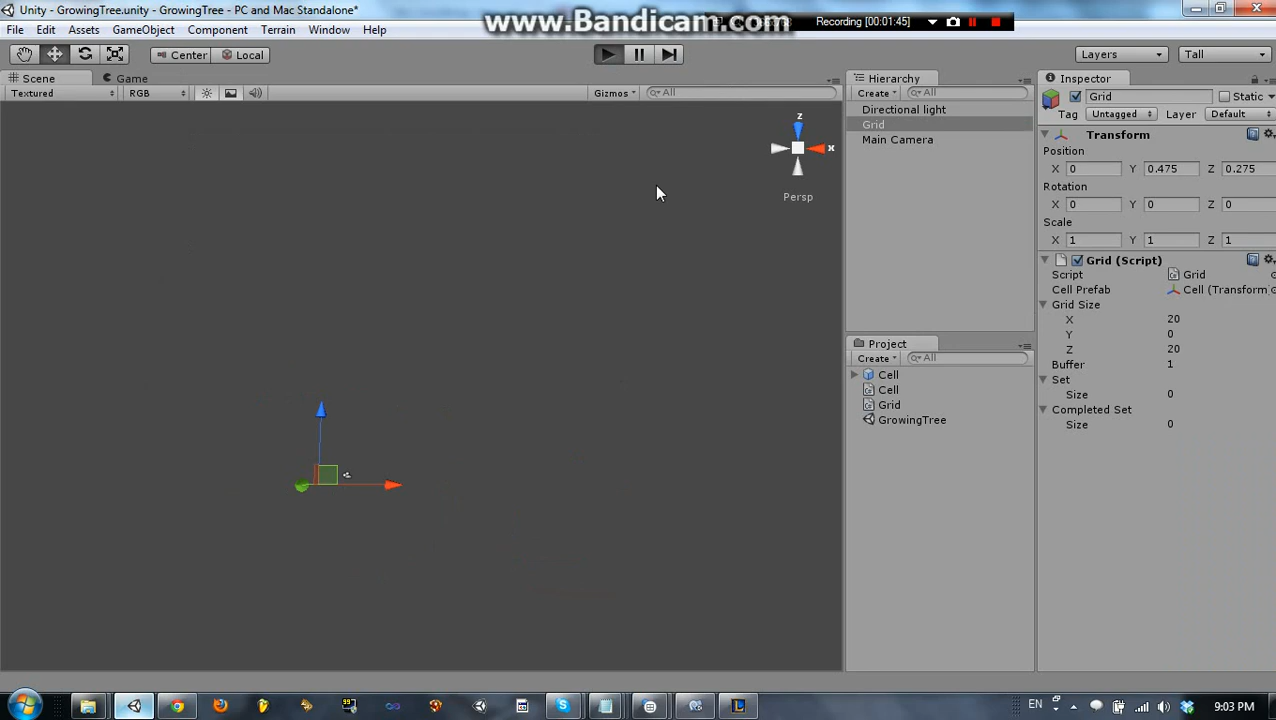 Unity - GrowingTree.unity - GrowingTree - PC and Mac Standalone*
www.Bandicam.com
Recording [00:01:45]
File Edit Assets GameObject Component Terrain Window Help
Center Local Layers Tall
Scene Game Hierarchy Inspector
Textured RGB Gizmos All Create All
Grid Static
Directional light
Grid
Main Camera
Tag Untagged Layer Default
z
x
Persp
Transform
Position
X 0 Y 0.475 Z 0.275
Rotation
X 0 Y 0 Z 0
Scale
X 1 Y 1 Z 1
Grid (Script)
Script Grid
Cell Prefab Cell (Transform
Grid Size
X 20
Y 0
Z 20
Buffer 1
Set
Size 0
Completed Set
Size 0
Project
Create All
Cell
Cell
Grid
GrowingTree
EN 9:03 PM